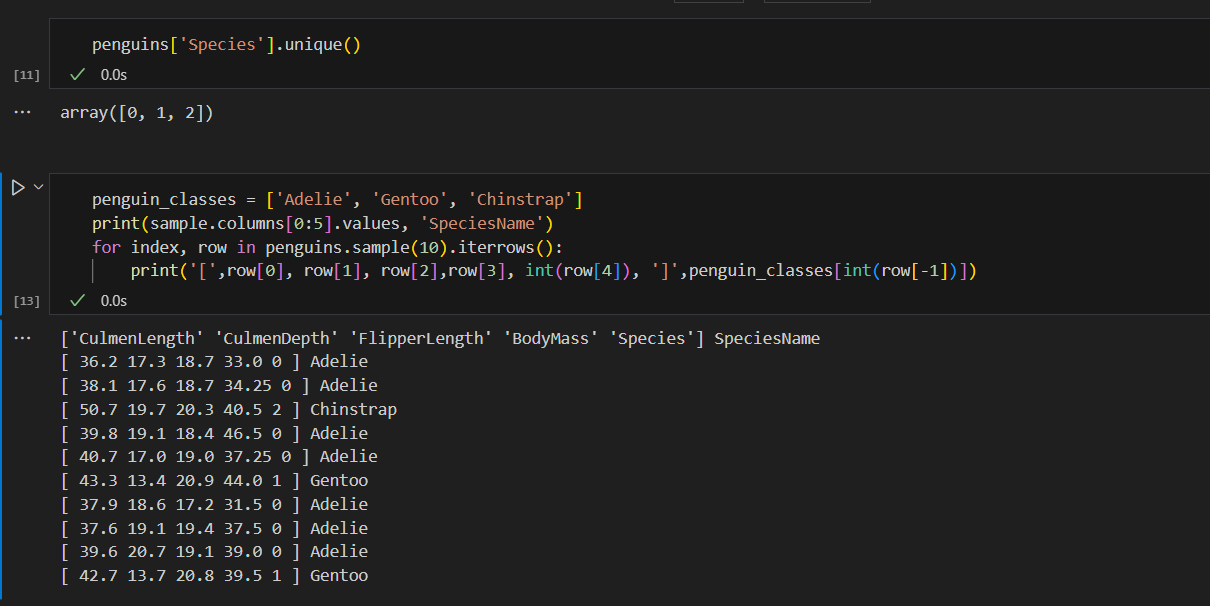 penguins['Species'].unique()
[11]
0.0s
array([0, 1, 2])
penguin_classes = ['Adelie', 'Gentoo', 'Chinstrap']
print(sample.columns[0:5].values, 'SpeciesName')
for index, row in penguins.sample(10).iterrows():
print('[',row[0], row[1], row[2],row[3], int(row[4]), ']',penguin_classes[int(row[-1])])
[13]
0.0s
['CulmenLength' 'CulmenDepth' 'FlipperLength' 'BodyMass' 'Species'] SpeciesName
[ 36.2 17.3 18.7 33.0 0 ] Adelie
[ 38.1 17.6 18.7 34.25 0 ] Adelie
[ 50.7 19.7 20.3 40.5 2 ] Chinstrap
[ 39.8 19.1 18.4 46.5 0 ] Adelie
[ 40.7 17.0 19.0 37.25 0 ] Adelie
[ 43.3 13.4 20.9 44.0 1 ] Gentoo
[ 37.9 18.6 17.2 31.5 0 ] Adelie
[ 37.6 19.1 19.4 37.5 0 ] Adelie
[ 39.6 20.7 19.1 39.0 0 ] Adelie
[ 42.7 13.7 20.8 39.5 1 ] Gentoo